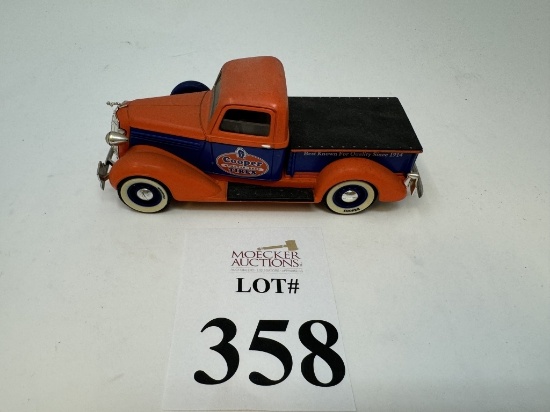 Cooper
TIRES
Best Known For Quality Since 1914
MOECKER
AUCTIONS
LOT#
358